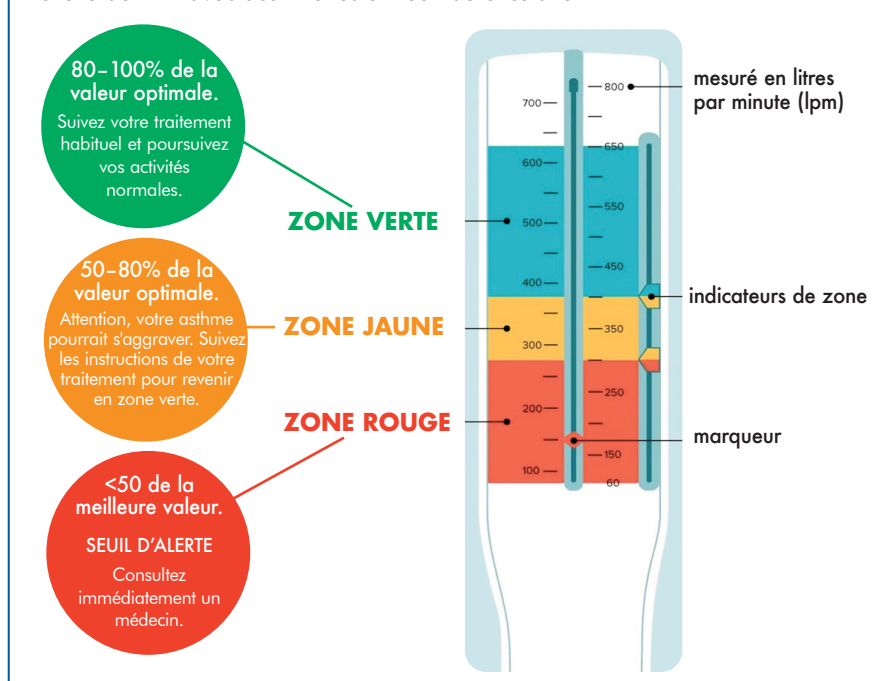 80–100% de la
valeur optimale.
Suivez votre traitement
habituel et poursuivez
vos activités
normales.
ZONE VERTE
50–80% de la
valeur optimale.
Attention, votre asthme
pourrait s'aggraver. Suivez
les instructions de votre
traitement pour revenir
en zone verte.
ZONE JAUNE
ZONE ROUGE
<50 de la
meilleure valeur.
SEUIL D'ALERTE
Consultez
immédiatement un
médecin.
700
600
500
400
300
200
100
800
650
550
450
350
250
150
60
mesuré en litres
par minute (lpm)
indicateurs de zone
marqueur